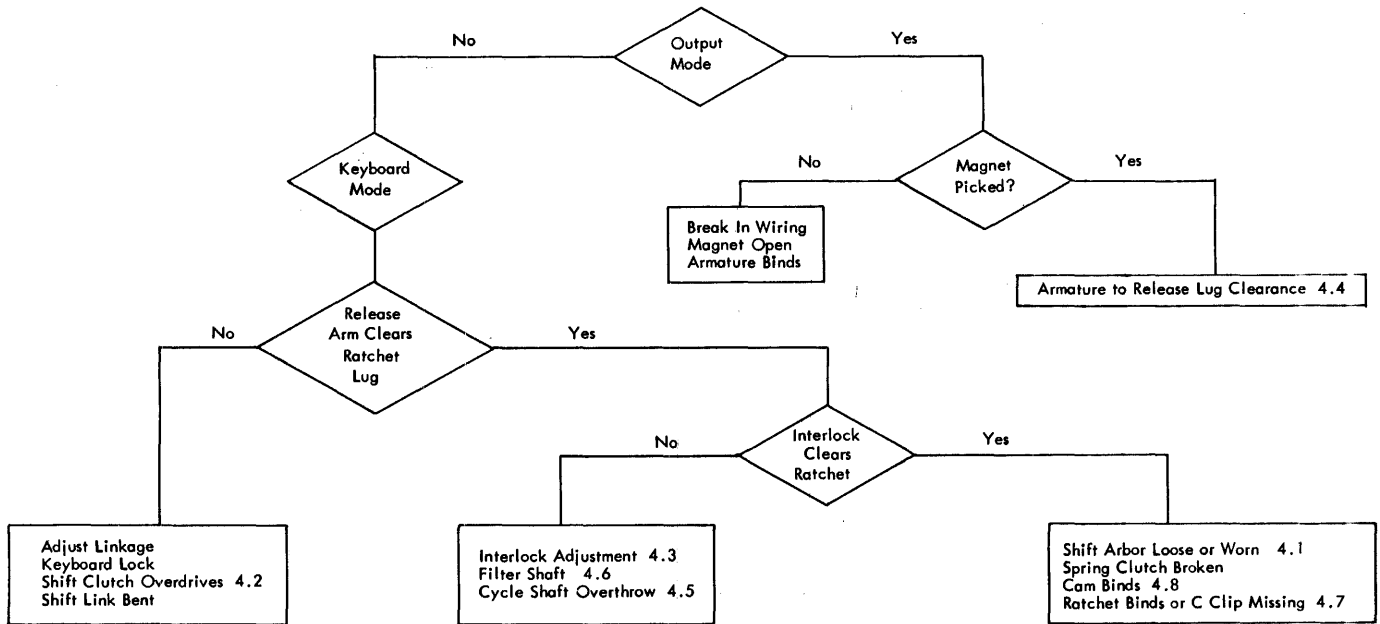 No
Output
Mode
Yes
Keyboard
Mode
No
Magnet
Picked?
Yes
Break In Wiring
Magnet Open
Armature Binds
Armature to Release Lug Clearance 4.4
No
Release
Arm Clears
Ratchet
Lug
Yes
No
Interlock
Clears
Ratchet
Yes
Adjust Linkage
Keyboard Lock
Shift Clutch Overdrives 4.2
Shift Link Bent
Interlock Adjustment 4.3
Filter Shaft 4.6
Cycle Shaft Overthrow 4.5
Shift Arbor Loose or Worn 4.1
Spring Clutch Broken
Cam Binds 4.8
Ratchet Binds or C Clip Missing 4.7